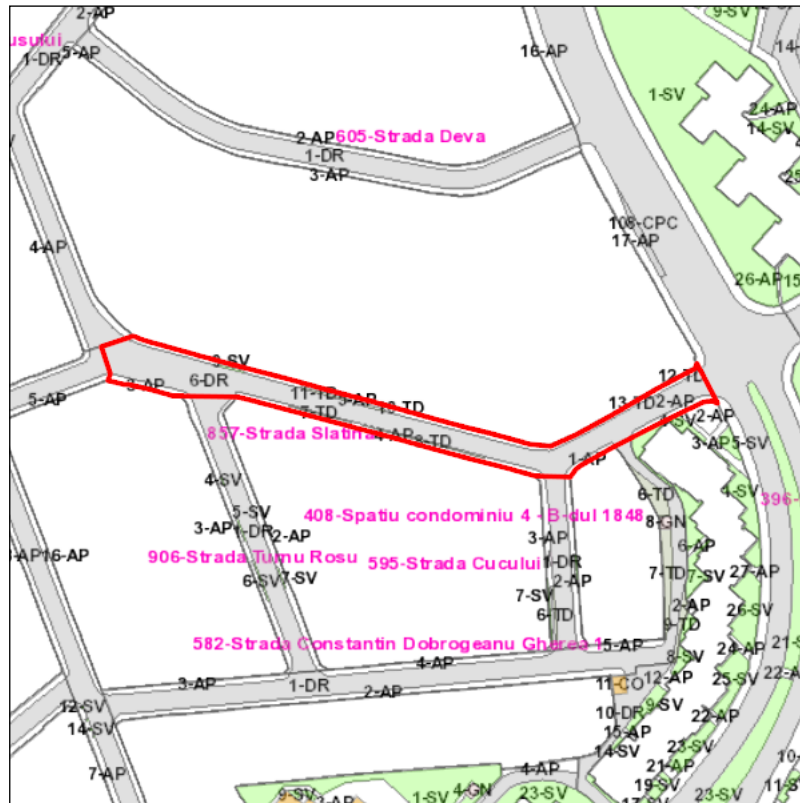 2-AP
9-SV
usului
1-DR
5-AP
16-AP
14-
1-SV
24-AP
14-SV
2-AP
605-Strada Deva
1-DR
3-AP
25
108-CPC
17-AP
4-AP
26-AP
15
3-SV
12-TD
3-AP
6-DR
11-TD
3-AP
5-AP
7-TD
13-TD
2-AP
2-AP
857-Strada Slatina
4-AP
8-TD
3-AP
5-SV
1-AP
4-SV
4-SV
6-TD
396-
5-SV
408-Spatiu condominiu 4 - B-dul 1848
8-GN
3-AP
1-DR
2-AP
3-AP
6-AP
16-AP
906-Strada Turnu Rosu
595-Strada Cucului
1-DR
6-SV
7-SV
2-AP
7-TD
7-SV
27-AP
7-SV
6-TD
2-AP
26-SV
9-TD
582-Strada Constantin Dobrogeanu Gherea 1
5-AP
24-AP
21-S
4-AP
8-SV
3-AP
1-DR
2-AP
11-CO
12-AP
25-SV
22-A
12-SV
10-DR
9-SV
22-AP
14-SV
15-AP
14-SV
23-SV
7-AP
4-AP
21-AP
10-
9-SV
1-SV
4-GN
23-SV
19-SV
23-SV
11-S